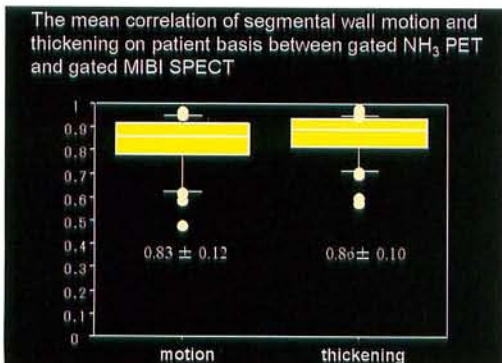 The mean correlation of segmental wall motion and
thickening on patient basis between gated NH₃ PET
and gated MIBI SPECT
1
0.9
0.8
0.7
0.6
0.5
0.4
0.3
0.2
0.1
0
0.83 ± 0.12
0.86± 0.10
motion
thickening